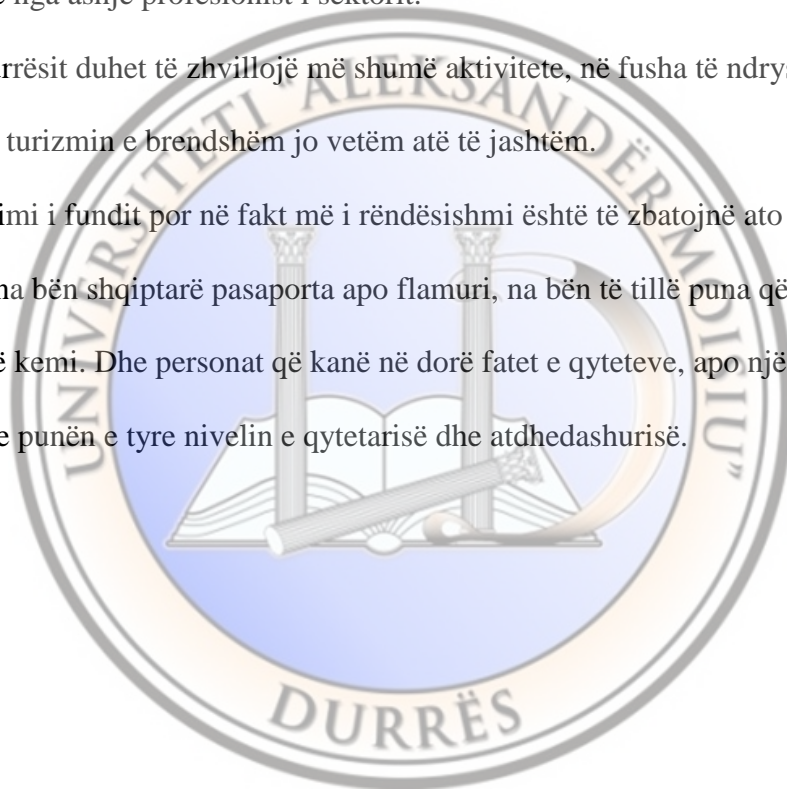 nga asnjë profesionist i sektorit.
rrësit duhet të zhvillojë më shumë aktivitete, në fusha të ndrys
turizmin e brendshëm jo vetëm atë të jashtëm.
imi i fundit por në fakt më i rëndësishmi është të zbatojnë ato
na bën shqiptarë pasaporta apo flamuri, na bën të tillë puna që
ë kemi. Dhe personat që kanë në dorë fatet e qyteteve, apo një
e punën e tyre nivelin e qytetarisë dhe atdhedashurisë.
UNIVERSITETI "ALEKSANDËR MOISIU"
DURRËS